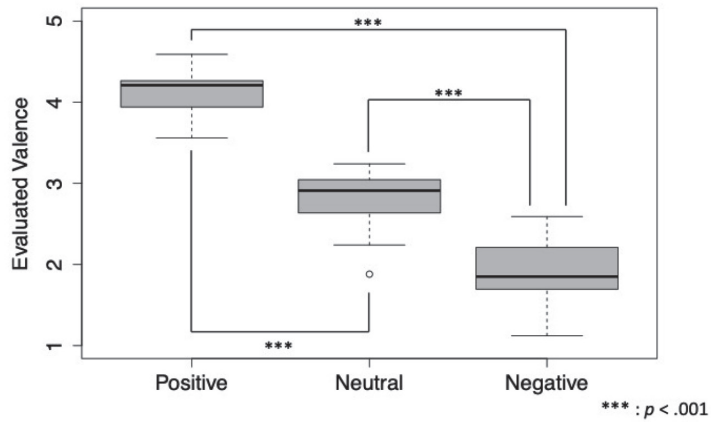 5
***
4
***
Evaluated Valence
3
2
1
***
Positive Neutral Negative
*** : p < .001